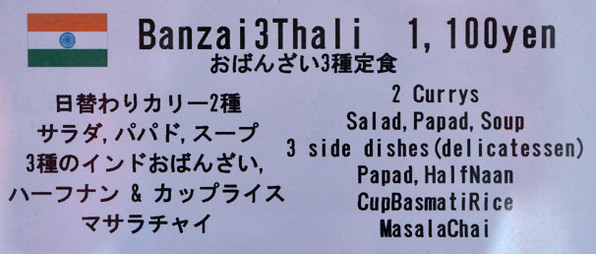 Banzai3Thali 1,100yen
おばんざい3種定食
日替わりカリー2種
サラダ,パパド,スープ
3種のインドおばんざい,
ハーフナン & カップライス
マサラチャイ
2 Currys
Salad,Papad,Soup
3 side dishes(delicatessen)
Papad,HalfNaan
CupBasmatiRice
MasalaChai